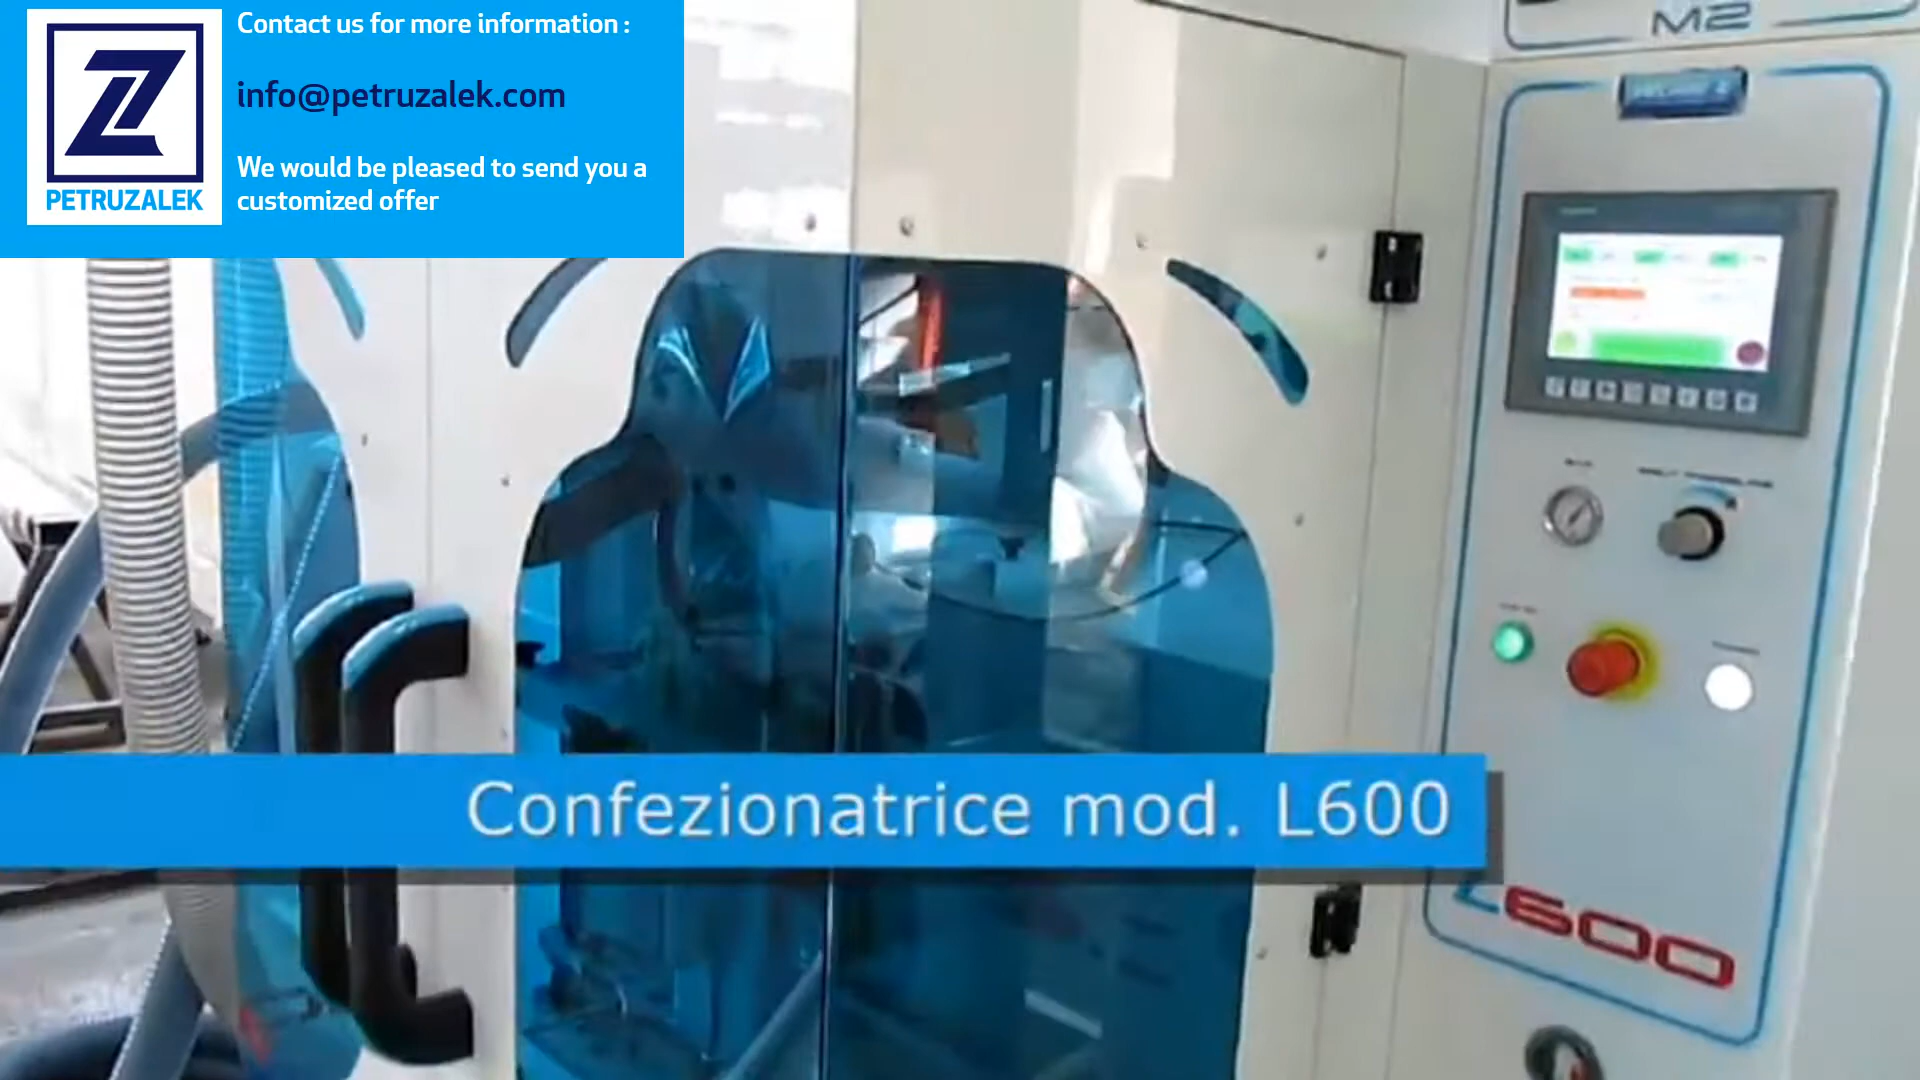 Contact us for more information :
info@petruzalek.com
We would be pleased to send you a
customized offer
PETRUZALEK
M2
Confezionatrice mod. L600
L600